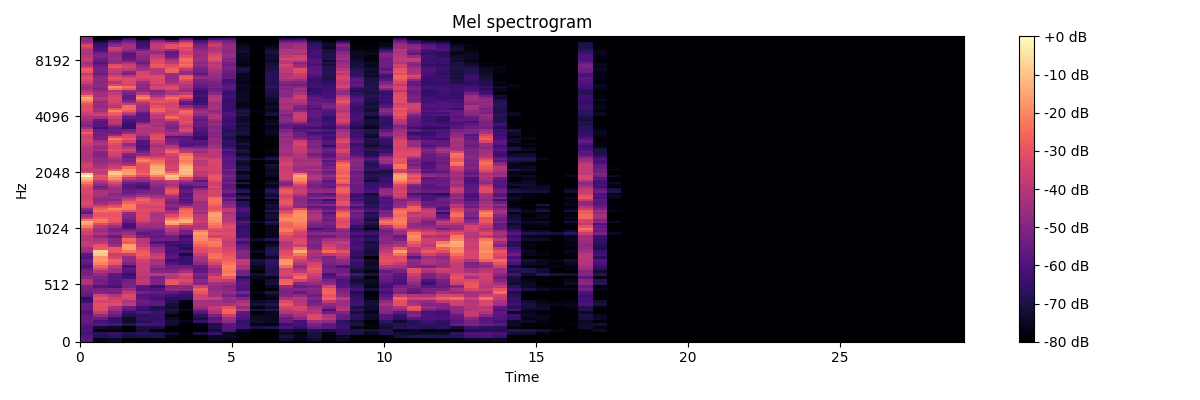 Mel spectrogram
Hz
8192
4096
2048
1024
512
0
0 5 10 15 20 25
Time
+0 dB
-10 dB
-20 dB
-30 dB
-40 dB
-50 dB
-60 dB
-70 dB
-80 dB